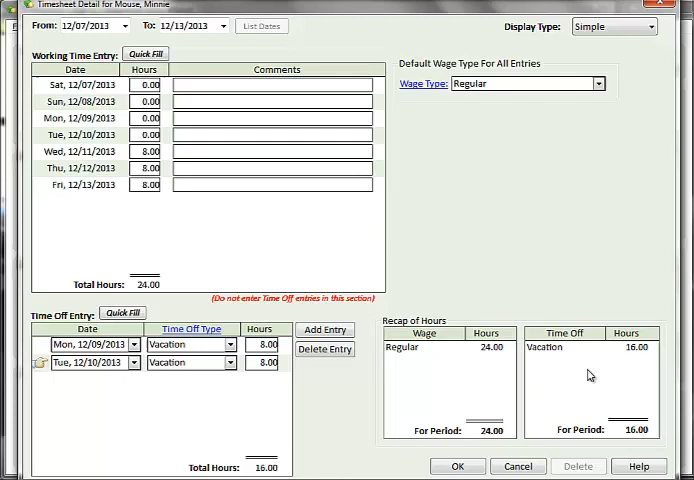 Timesheet Detail for Mouse, Minnie
From: 12/07/2013 To: 12/13/2013 List Dates Display Type: Simple
Working Time Entry: Quick Fill
Date Hours Comments
Sat, 12/07/2013 0.00
Sun, 12/08/2013 0.00
Mon, 12/09/2013 0.00
Tue, 12/10/2013 0.00
Wed, 12/11/2013 8.00
Thu, 12/12/2013 8.00
Fri, 12/13/2013 8.00
Total Hours: 24.00
(Do not enter Time Off entries in this section)
Default Wage Type For All Entries
Wage Type: Regular
Time Off Entry: Quick Fill
Date Time Off Type Hours
Mon, 12/09/2013 Vacation 8.00
Tue, 12/10/2013 Vacation 8.00
Total Hours: 16.00
Add Entry
Delete Entry
Recap of Hours
Wage Hours
Regular 24.00
For Period: 24.00
Time Off Hours
Vacation 16.00
For Period: 16.00
OK Cancel Delete Help